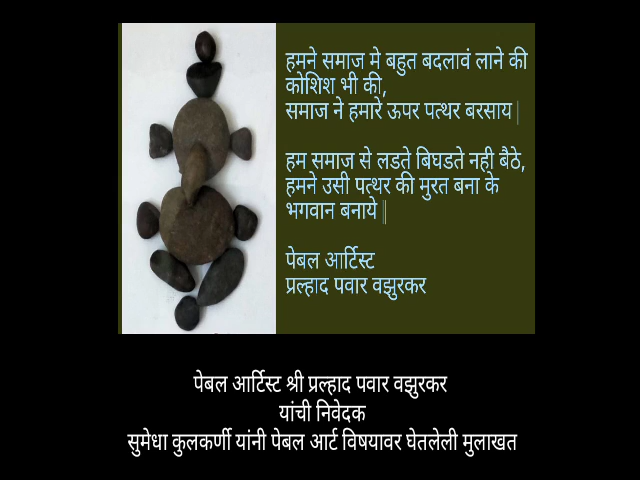 हमने समाज मे बहुत बदलावं लाने की
कोशिश भी की,
समाज ने हमारे ऊपर पत्थर बरसाय |
हम समाज से लडते बिघडते नही बैठे,
हमने उसी पत्थर की मुरत बना के
भगवान बनाये ||
पेबल आर्टिस्ट
प्रल्हाद पवार वझुरकर
पेबल आर्टिस्ट श्री प्रल्हाद पवार वझुरकर
यांची निवेदक
सुमेधा कुलकर्णी यांनी पेबल आर्ट विषयावर घेतलेली मुलाखत